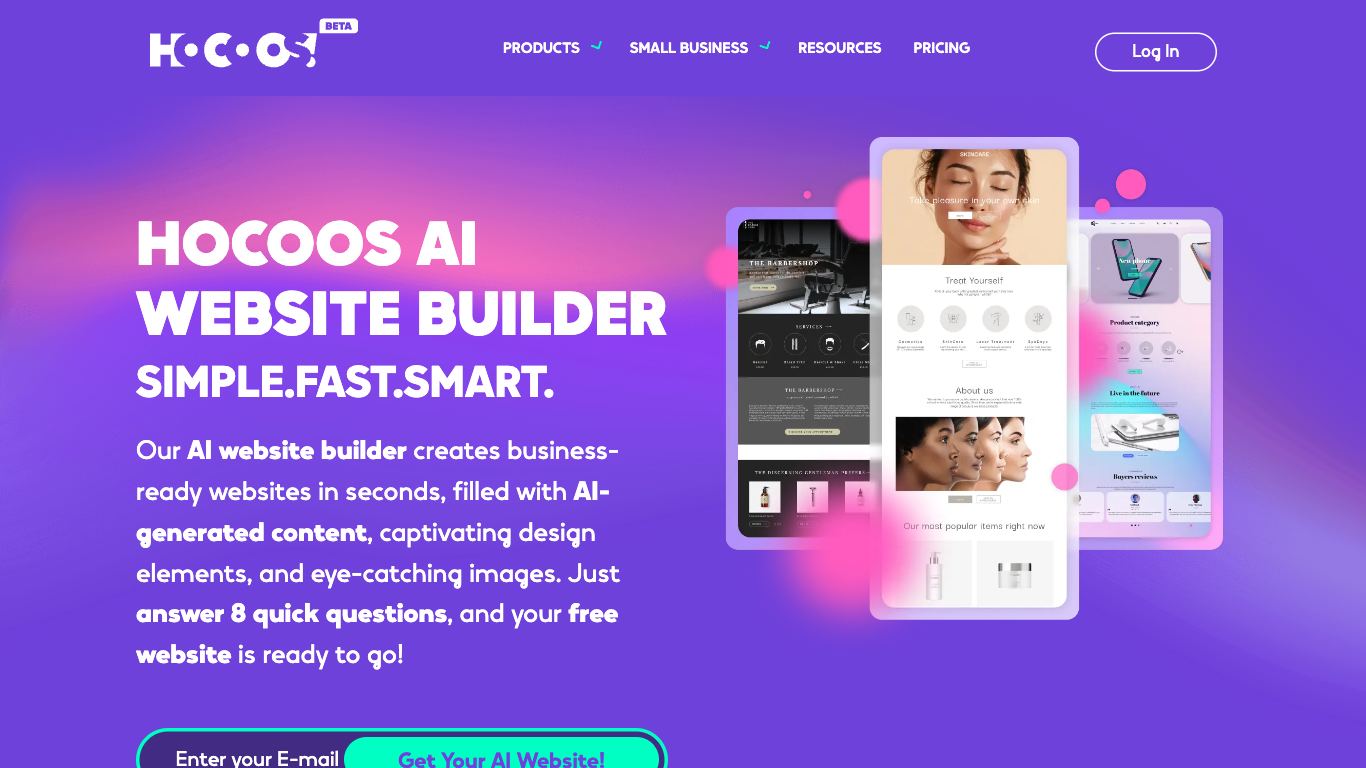 HOCOOS
BETA
PRODUCTS
SMALL BUSINESS
RESOURCES
PRICING
Log In
HOCOOS AI
WEBSITE BUILDER
SIMPLE.FAST.SMART.
Our AI website builder creates business-
ready websites in seconds, filled with AI-
generated content, captivating design
elements, and eye-catching images. Just
answer 8 quick questions, and your free
website is ready to go!
Enter your E-mail
Get Your AI Website!
THE BARBERSHOP
SERVICES
THE BARBERSHOP
THE DISCERNING GENTLEMAN PREFERS
SKINCARE
Take pleasure in your own skin
Treat Yourself
Cosmetics
SkinCare
Laser Treatment
SpaDays
About us
Our most popular items right now
New phone
Product category
Live in the future
Buyers reviews